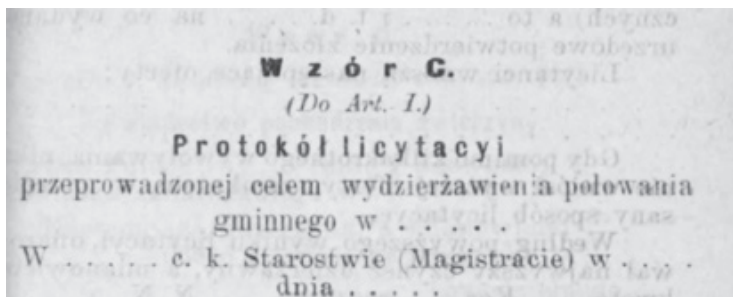 Wzór C.
(Do Art. I.)
Protokół licytacyi
przeprowadzonej celem wydzierżawienia polowania
gminnego w . . . . .
W . . . . . c. k. Starostwie (Magistracie) w . . . .
dnia . . . . .